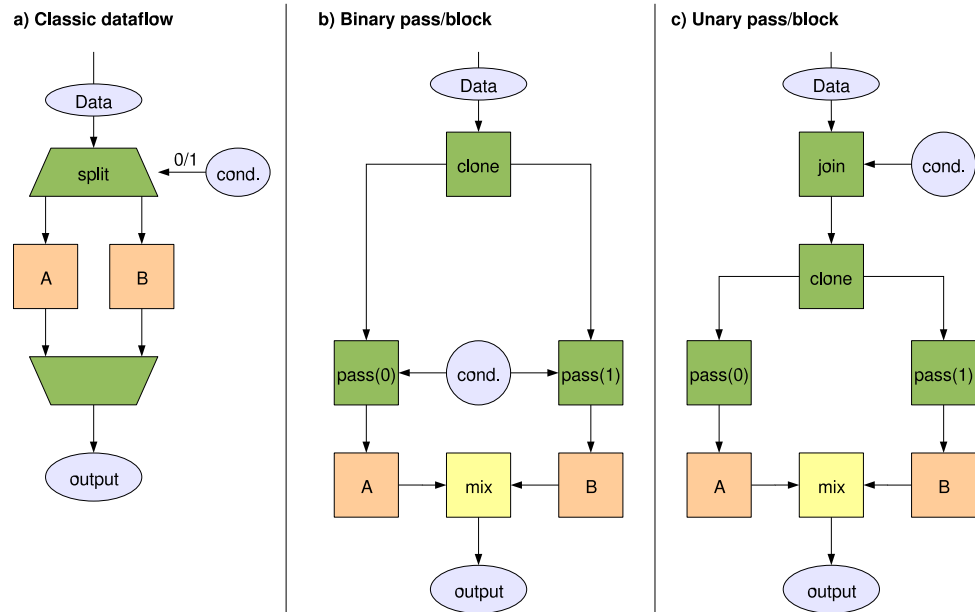 a) Classic dataflow
Data
0/1
split
cond.
A
B
output
b) Binary pass/block
Data
clone
pass(0)
cond.
pass(1)
A
mix
B
output
c) Unary pass/block
Data
join
cond.
clone
pass(0)
pass(1)
A
mix
B
output